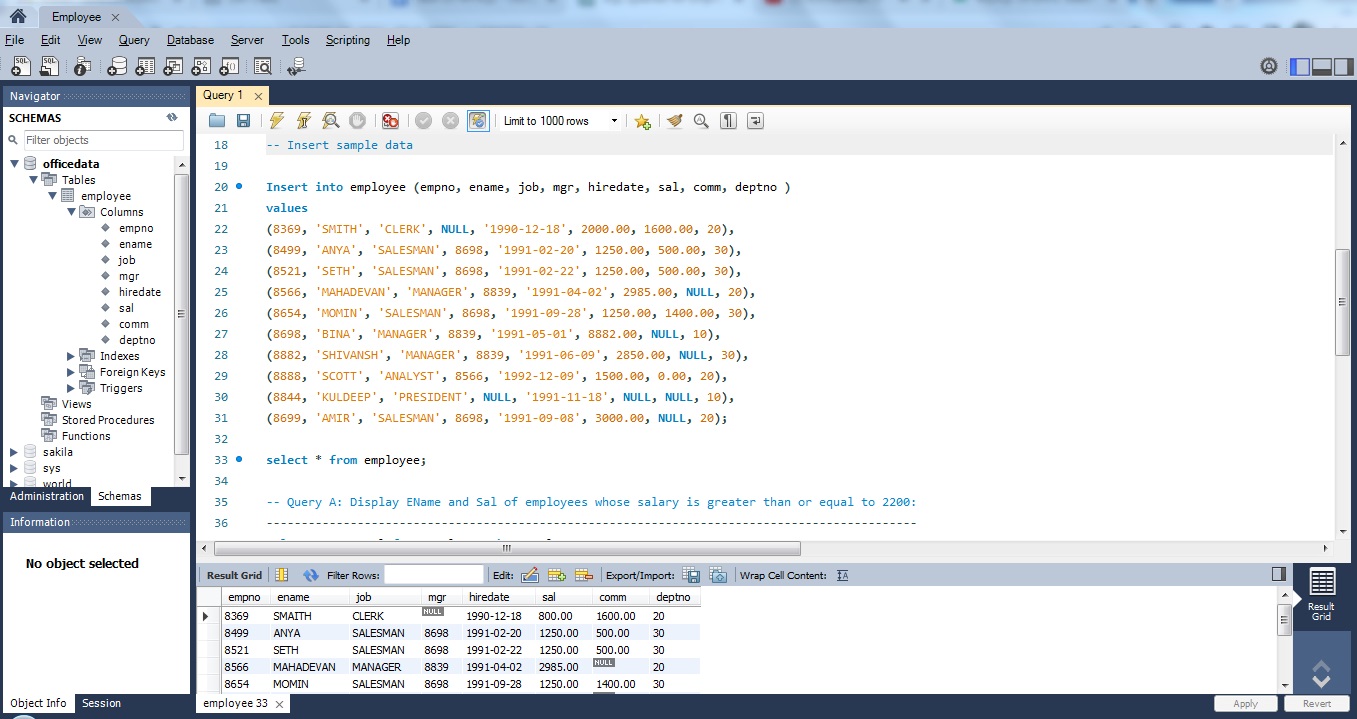 Employee
File Edit View Query Database Server Tools Scripting Help
Navigator
SCHEMAS
Filter objects
officedata
Tables
employee
Columns
empno
ename
job
mgr
hiredate
sal
comm
deptno
Indexes
Foreign Keys
Triggers
Views
Stored Procedures
Functions
sakila
sys
world
Administration Schemas
Information
No object selected
Object Info Session
Query 1
Limit to 1000 rows
18 -- Insert sample data
19
20 Insert into employee (empno, ename, job, mgr, hiredate, sal, comm, deptno )
21 values
22 (8369, 'SMITH', 'CLERK', NULL, '1990-12-18', 2000.00, 1600.00, 20),
23 (8499, 'ANYA', 'SALESMAN', 8698, '1991-02-20', 1250.00, 500.00, 30),
24 (8521, 'SETH', 'SALESMAN', 8698, '1991-02-22', 1250.00, 500.00, 30),
25 (8566, 'MAHADEVAN', 'MANAGER', 8839, '1991-04-02', 2985.00, NULL, 20),
26 (8654, 'MOMIN', 'SALESMAN', 8698, '1991-09-28', 1250.00, 1400.00, 30),
27 (8698, 'BINA', 'MANAGER', 8839, '1991-05-01', 8882.00, NULL, 10),
28 (8882, 'SHIVANSH', 'MANAGER', 8839, '1991-06-09', 2850.00, NULL, 30),
29 (8888, 'SCOTT', 'ANALYST', 8566, '1992-12-09', 1500.00, 0.00, 20),
30 (8844, 'KULDEEP', 'PRESIDENT', NULL, '1991-11-18', NULL, NULL, 10),
31 (8699, 'AMIR', 'SALESMAN', 8698, '1991-09-08', 3000.00, NULL, 20);
32
33 select * from employee;
34
35 -- Query A: Display EName and Sal of employees whose salary is greater than or equal to 2200:
36 ---------------------------------------------------------------------------------------------
Result Grid Filter Rows: Edit: Export/Import: Wrap Cell Content:
empno ename job mgr hiredate sal comm deptno
8369 SMAITH CLERK NULL 1990-12-18 800.00 1600.00 20
8499 ANYA SALESMAN 8698 1991-02-20 1250.00 500.00 30
8521 SETH SALESMAN 8698 1991-02-22 1250.00 500.00 30
8566 MAHADEVAN MANAGER 8839 1991-04-02 2985.00 NULL 20
8654 MOMIN SALESMAN 8698 1991-09-28 1250.00 1400.00 30
Result
Grid
employee 33
Apply Revert